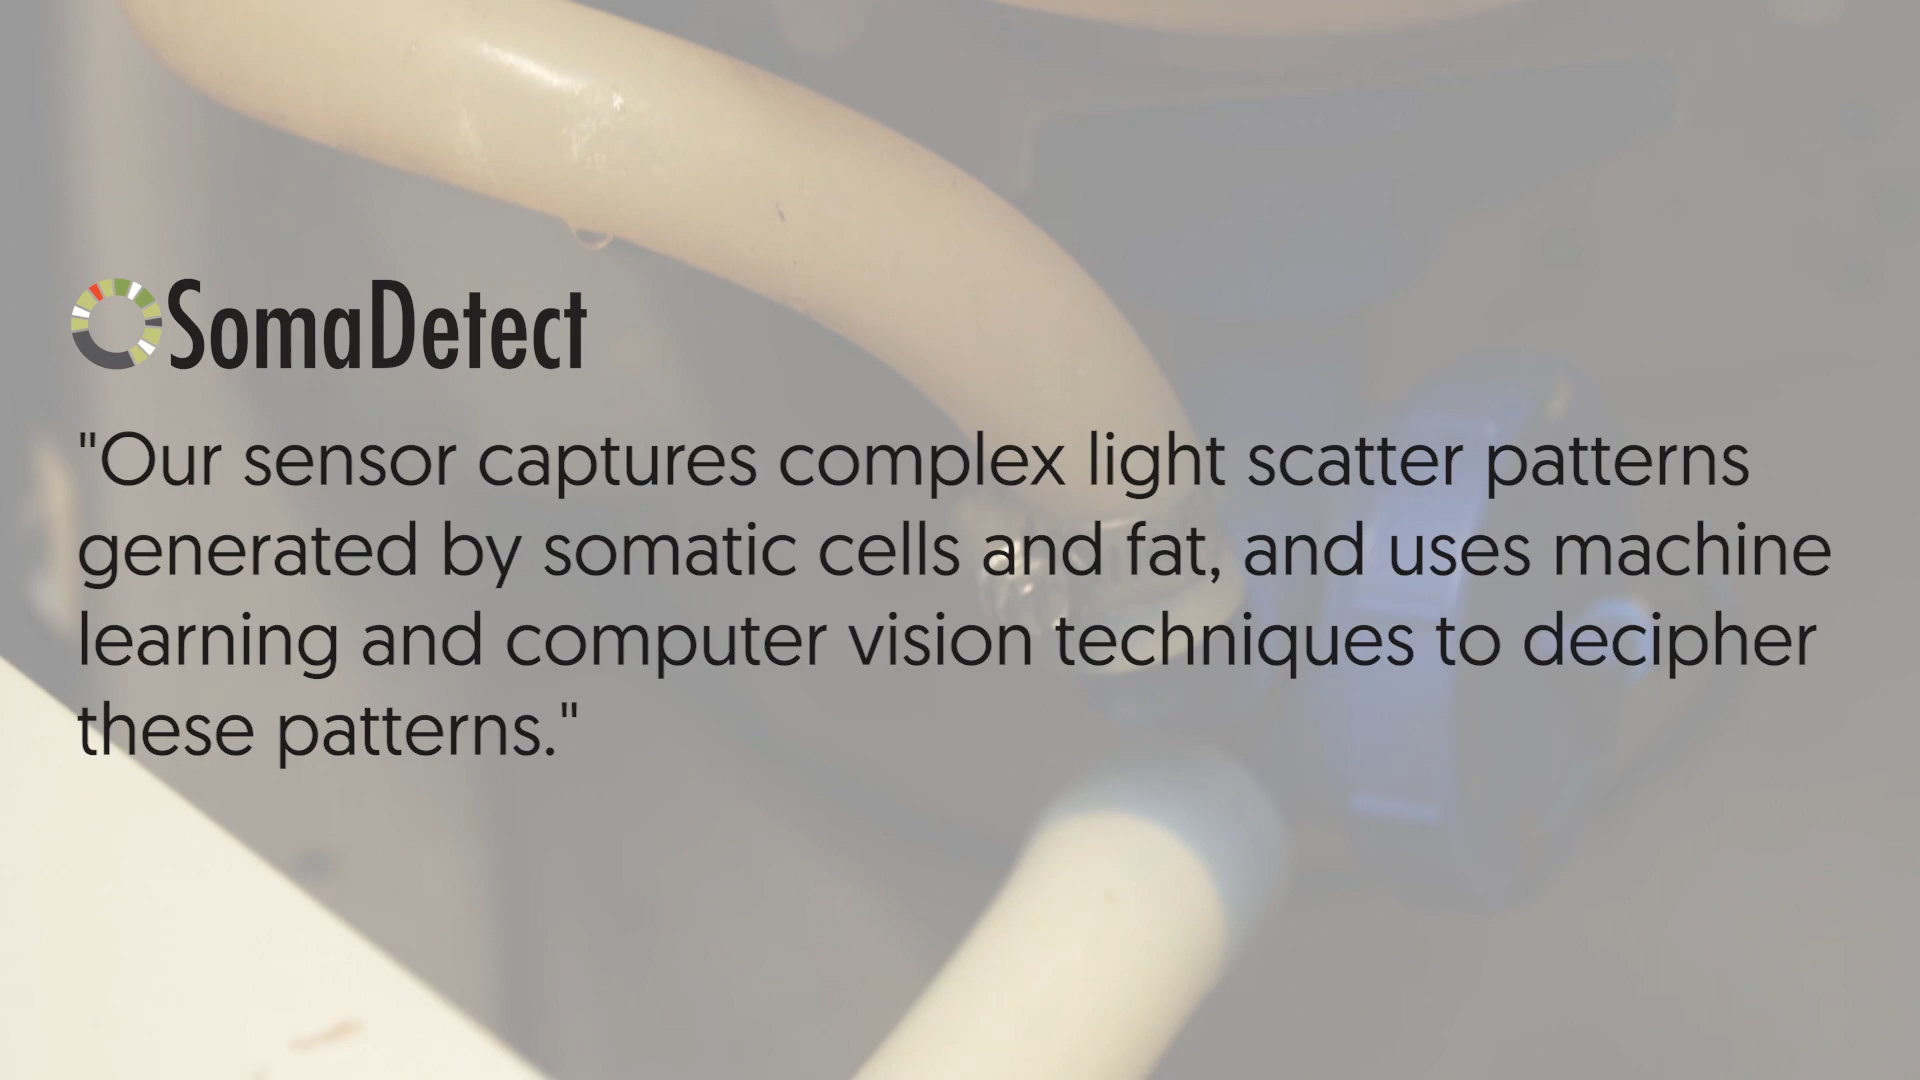 SomaDetect
"Our sensor captures complex light scatter patterns
generated by somatic cells and fat, and uses machine
learning and computer vision techniques to decipher
these patterns."